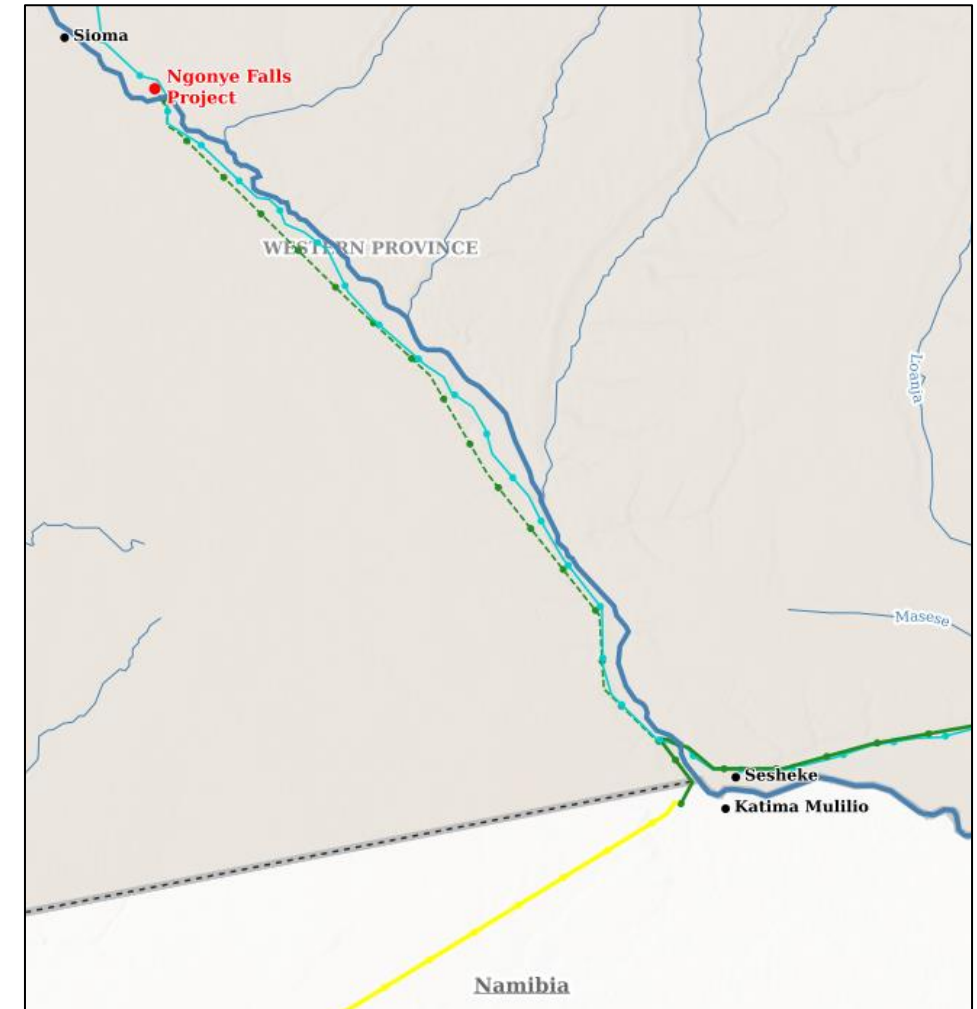 Sioma
Ngonye Falls
Project
WESTERN PROVINCE
Loanja
Masese
Sesheke
Katima Mulilio
Namibia